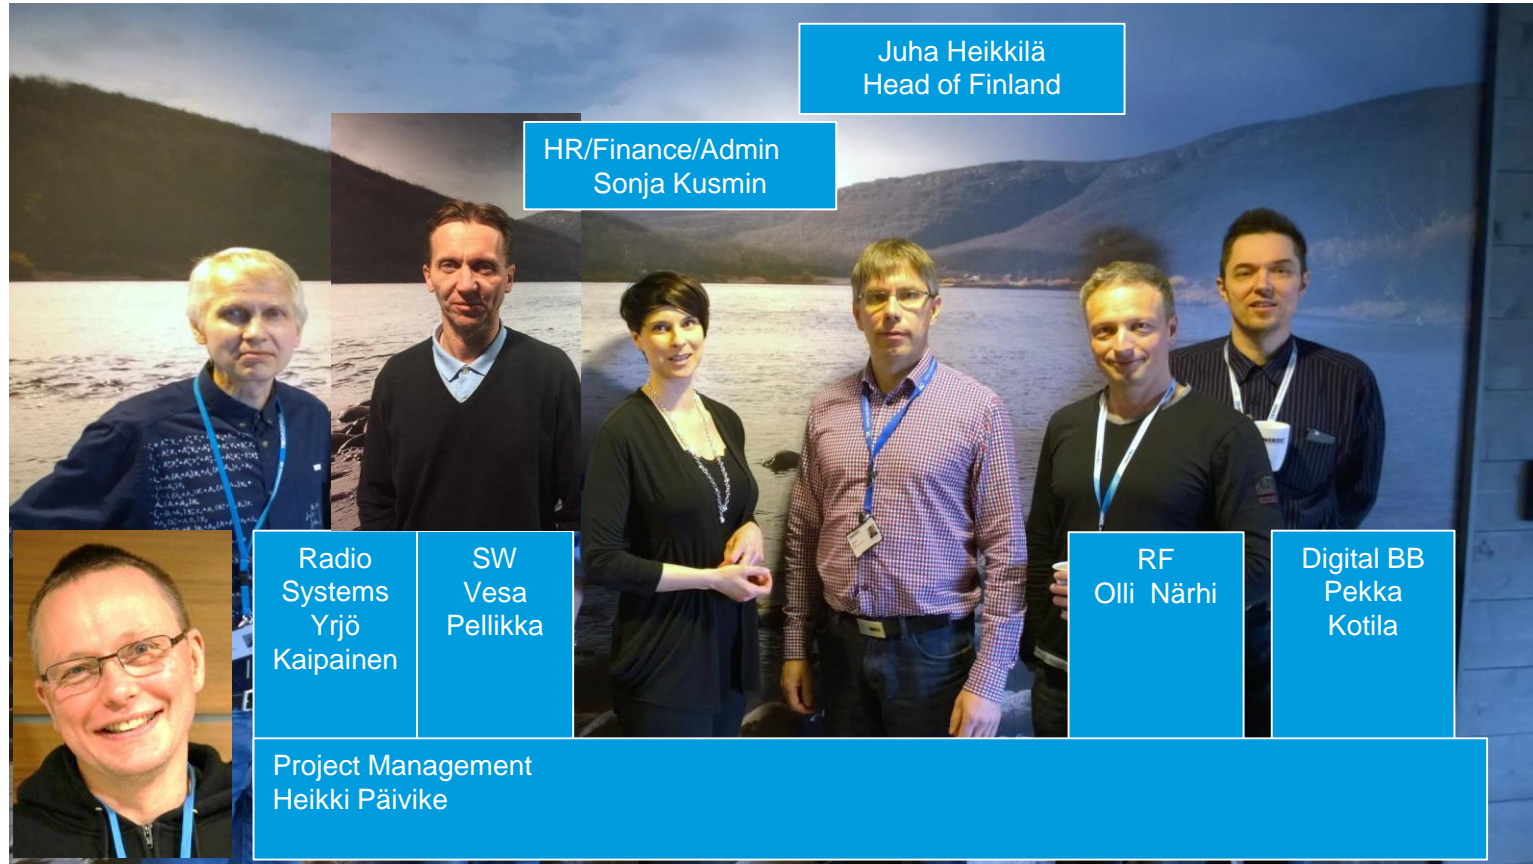 Juha Heikkilä
Head of Finland
HR/Finance/Admin
Sonja Kusmin
Radio
Systems
Yrjö
Kaipainen
SW
Vesa
Pellikka
RF
Olli  Närhi
Digital BB
Pekka
Kotila
Project Management
Heikki Päivike